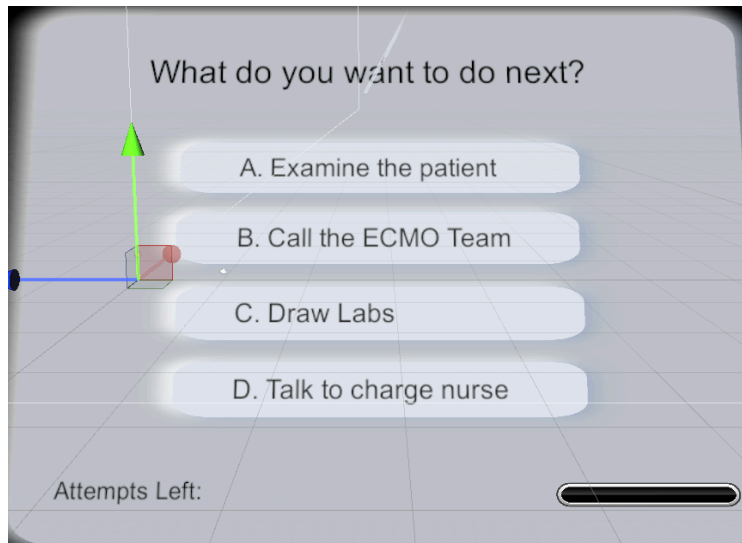 What do you want to do next?
A. Examine the patient
B. Call the ECMO Team
C. Draw Labs
D. Talk to charge nurse
Attempts Left: